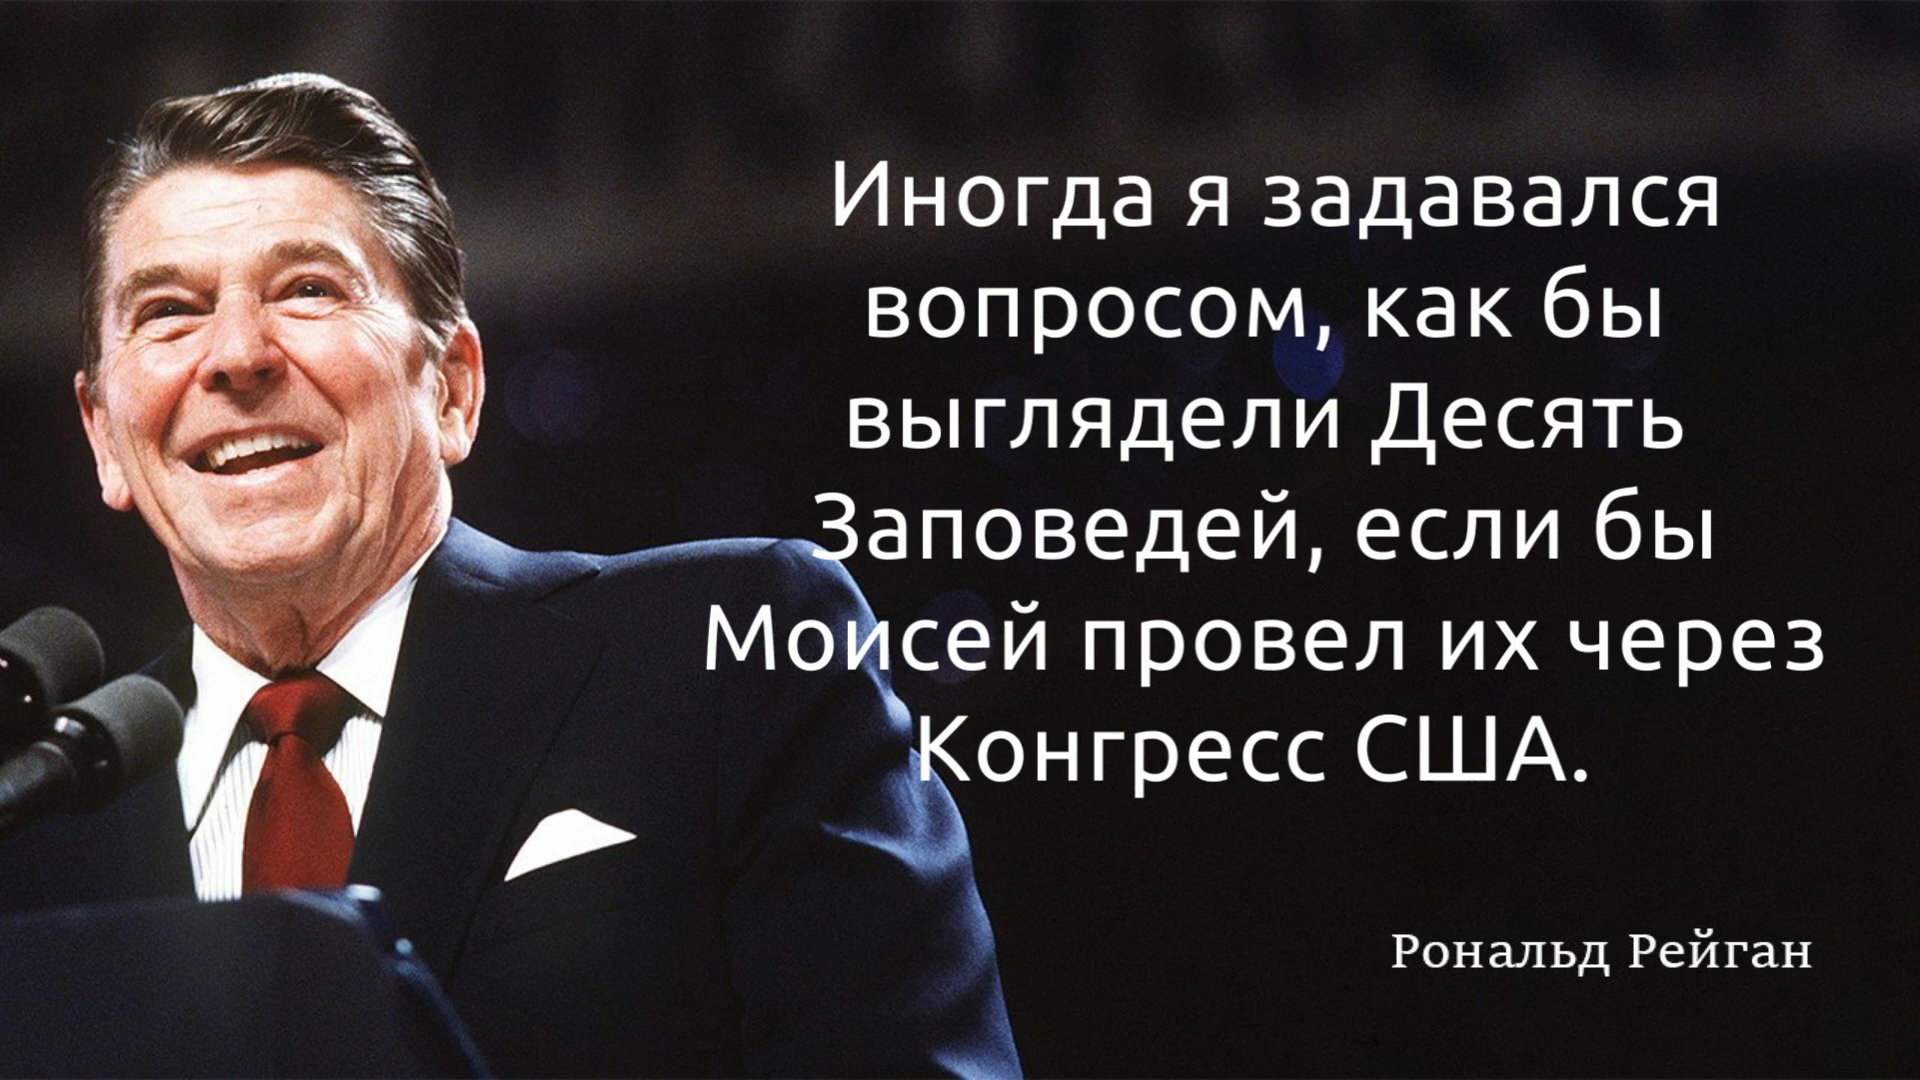 Иногда я задавался
вопросом, как бы
выглядели Десять
Заповедей, если бы
Моисей провел их через
Конгресс США.
Рональд Рейган